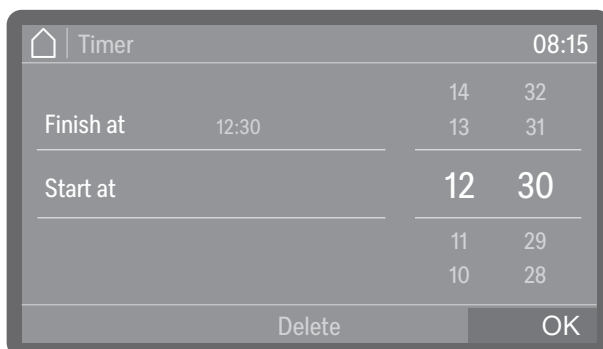 Timer 08:15
14 32
Finish at 12:30 13 31
Start at 12 30
11 29
10 28
Delete OK